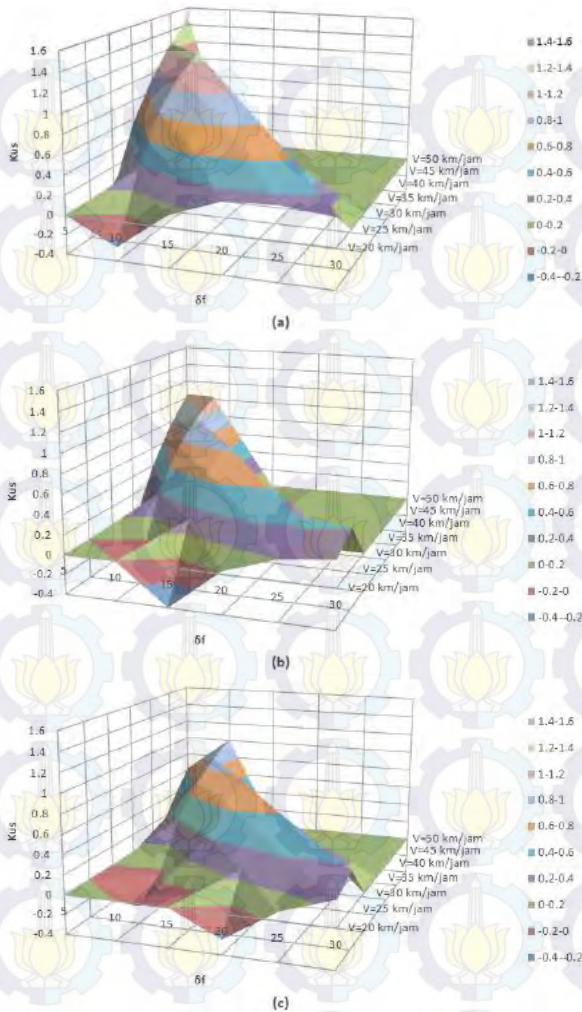 1.6
1.4
1.2
1
0.8
0.6
0.4
0.2
0
-0.2
-0.4
Kus
5
10
15
20
25
30
δf
V=50 km/jam
V=45 km/jam
V=40 km/jam
V=35 km/jam
V=30 km/jam
V=25 km/jam
V=20 km/jam
1.4-1.6
1.2-1.4
1-1.2
0.8-1
0.6-0.8
0.4-0.6
0.2-0.4
0-0.2
-0.2-0
-0.4--0.2
(a)
1.6
1.4
1.2
1
0.8
0.6
0.4
0.2
0
-0.2
-0.4
Kus
5
10
15
20
25
30
δf
V=50 km/jam
V=45 km/jam
V=40 km/jam
V=35 km/jam
V=30 km/jam
V=25 km/jam
V=20 km/jam
1.4-1.6
1.2-1.4
1-1.2
0.8-1
0.6-0.8
0.4-0.6
0.2-0.4
0-0.2
-0.2-0
-0.4--0.2
(b)
1.6
1.4
1.2
1
0.8
0.6
0.4
0.2
0
-0.2
-0.4
Kus
5
10
15
20
25
30
δf
V=50 km/jam
V=45 km/jam
V=40 km/jam
V=35 km/jam
V=30 km/jam
V=25 km/jam
V=20 km/jam
1.4-1.6
1.2-1.4
1-1.2
0.8-1
0.6-0.8
0.4-0.6
0.2-0.4
0-0.2
-0.2-0
-0.4--0.2
(c)